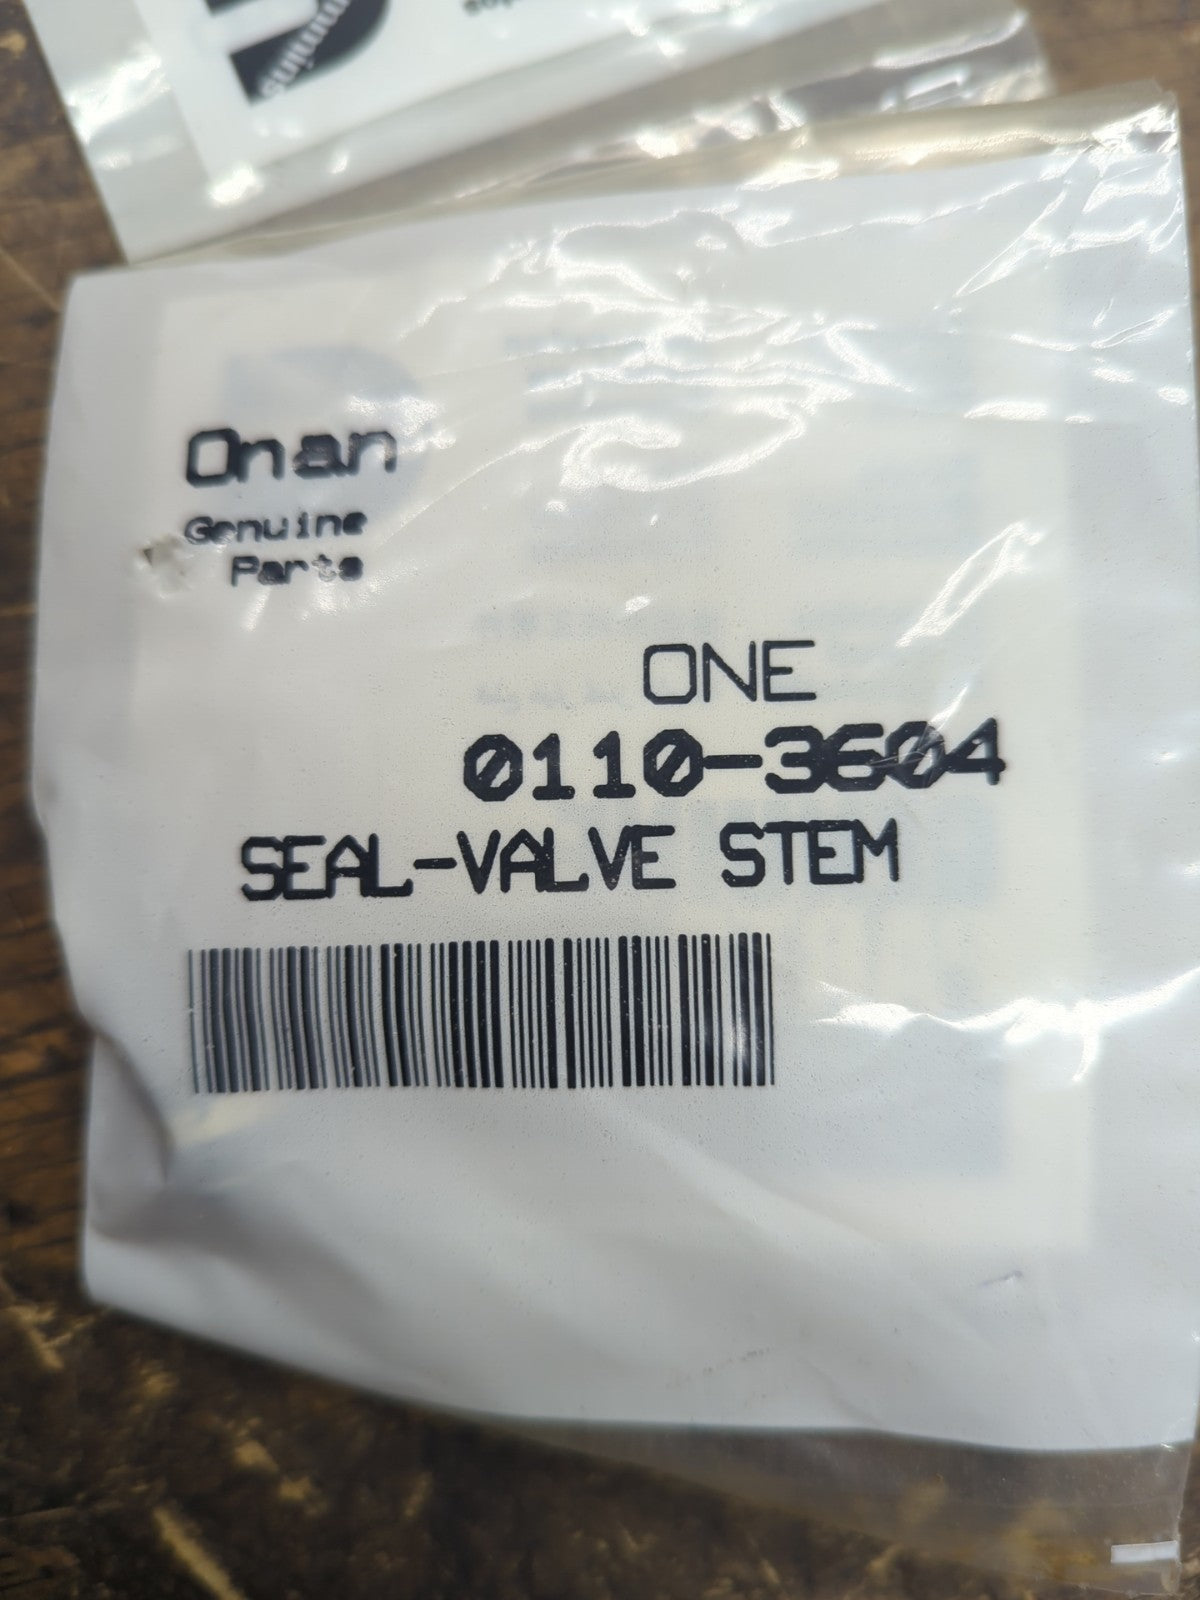 Onan
Genuine
Parts
ONE
0110-3604
SEAL-VALVE STEM